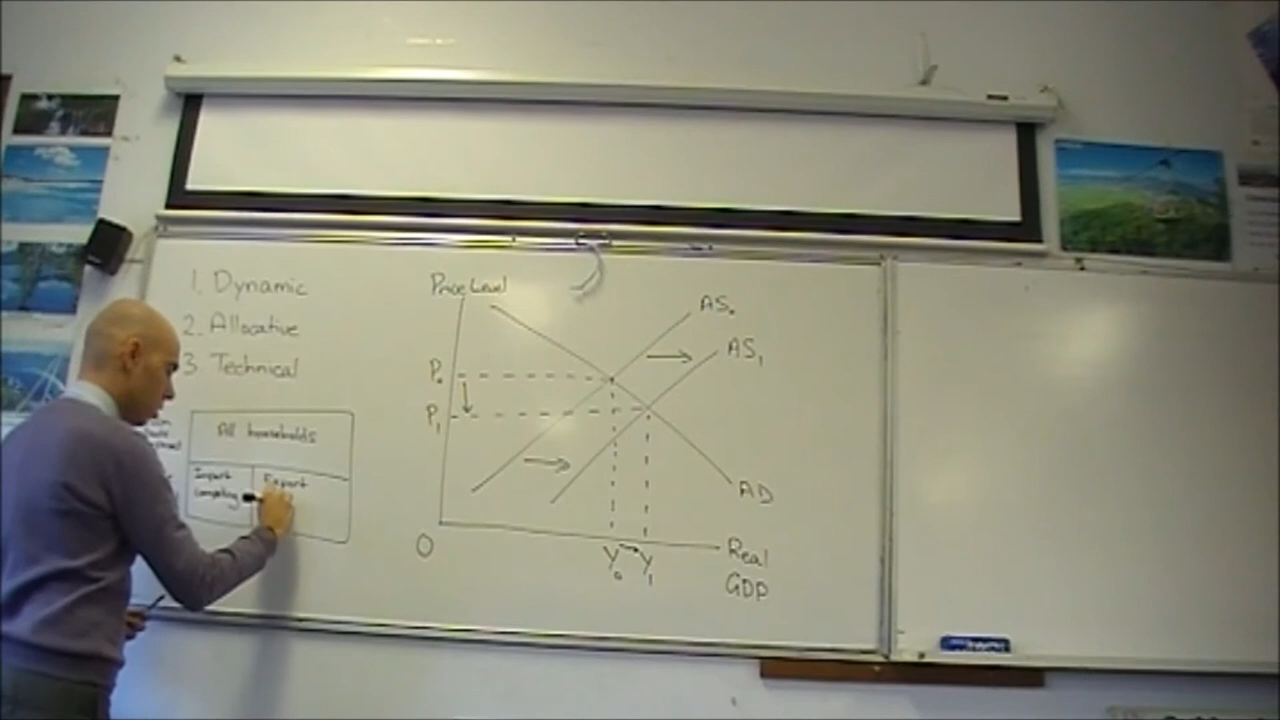 1. Dynamic
2. Allocative
3 Technical
All households
Import
Competing
Export
Price Level
P₀
P₁
AS₀
AS₁
AD
O
Y₀
Y₁
Real
GDP